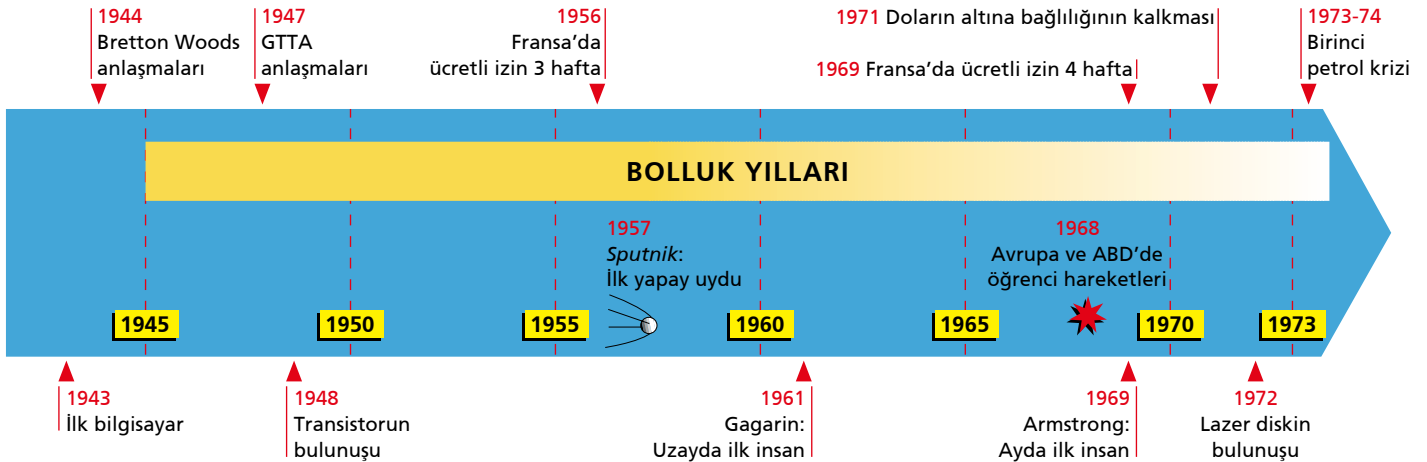 1944
Bretton Woods
anlaşmaları
1947
GTTA
anlaşmaları
1956
Fransa’da
ücretli izin 3 hafta
1971 Doların altına bağlılığının kalkması
1969 Fransa’da ücretli izin 4 hafta
1973-74
Birinci
petrol krizi
BOLLUK YILLARI
1957
Sputnik:
İlk yapay uydu
1968
Avrupa ve ABD’de
öğrenci hareketleri
1945
1950
1955
1960
1965
1970
1973
1943
İlk bilgisayar
1948
Transistorun
bulunuşu
1961
Gagarin:
Uzayda ilk insan
1969
Armstrong:
Ayda ilk insan
1972
Lazer diskin
bulunuşu